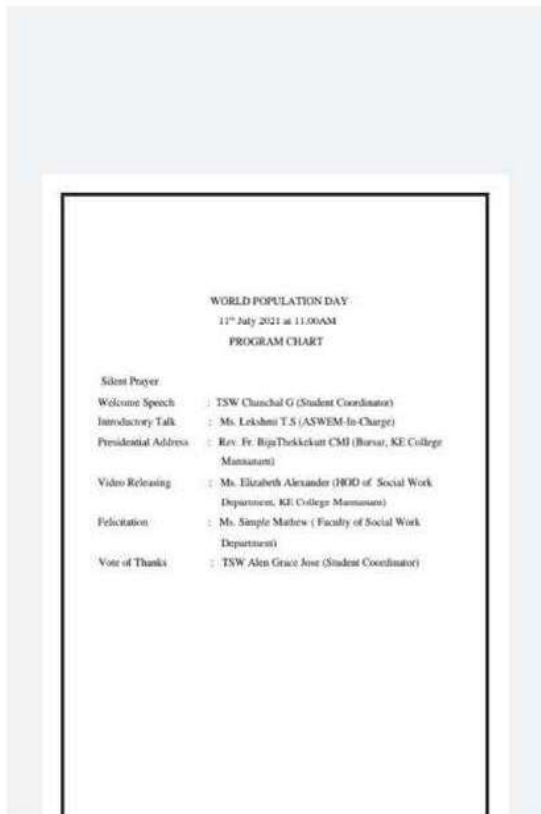 WORLD POPULATION DAY
11th July 2021 at 11.00AM
PROGRAM CHART
Silent Prayer
Welcome Speech : TSW Chanchal G (Student Coordinator)
Introductory Talk : Ms. Lekshmi T.S (ASWEM-In-Charge)
Presidential Address : Rev. Fr. BijuThekkekutt CMI (Bursar, KE College
Mannanam)
Video Releasing : Ms. Elizabeth Alexander (HOD of Social Work
Department, KE College Mannanam)
Felicitation : Ms. Simple Mathew ( Faculty of Social Work
Department)
Vote of Thanks : TSW Alen Grace Jose (Student Coordinator)